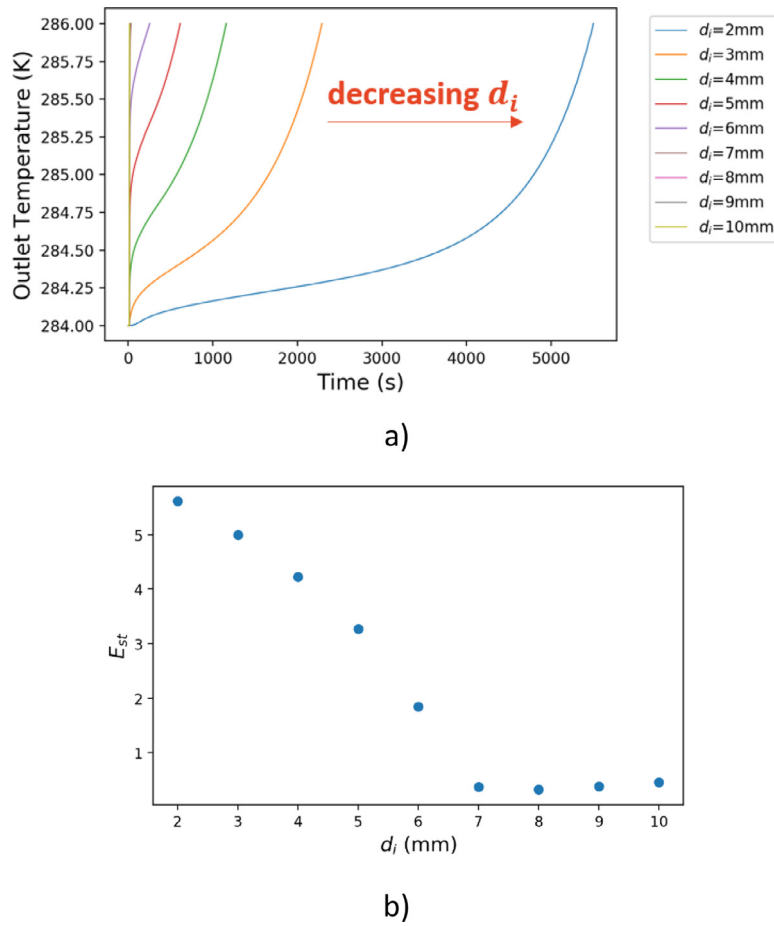 286.00
285.75
285.50
285.25
285.00
284.75
284.50
284.25
284.00
Outlet Temperature (K)
decreasing d_i
0 1000 2000 3000 4000 5000
Time (s)
d_i=2mm
d_i=3mm
d_i=4mm
d_i=5mm
d_i=6mm
d_i=7mm
d_i=8mm
d_i=9mm
d_i=10mm
a)
5
4
3
2
1
E_st
2 3 4 5 6 7 8 9 10
d_i (mm)
b)